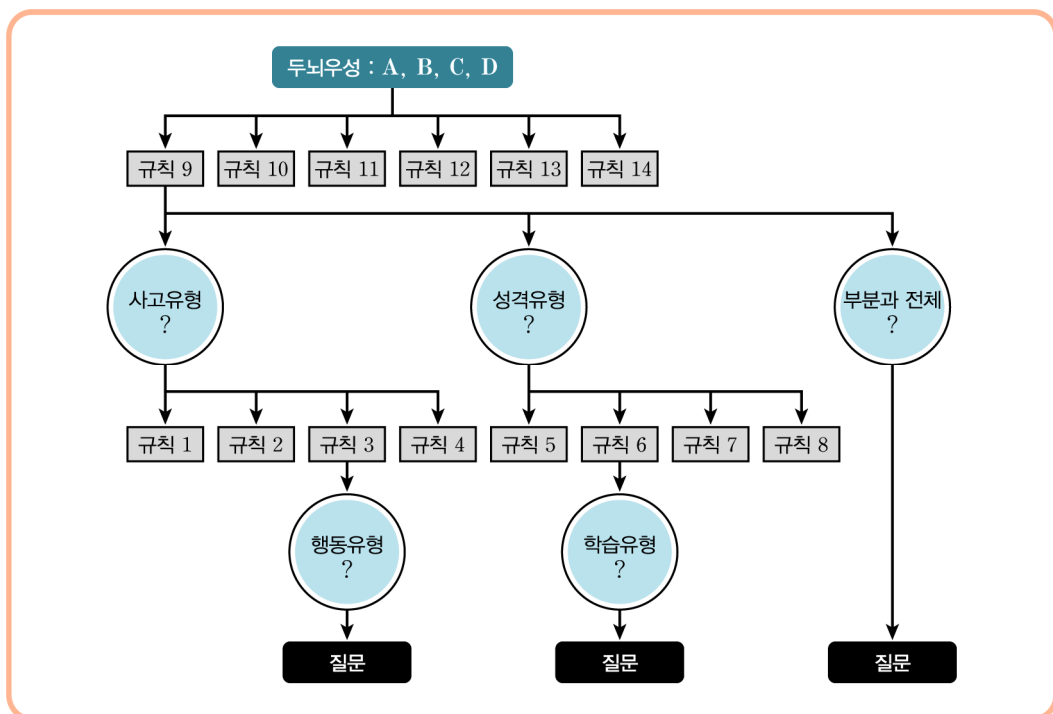 두뇌우성 : A, B, C, D
규칙 9
규칙 10
규칙 11
규칙 12
규칙 13
규칙 14
사고유형
?
성격유형
?
부분과 전체
?
규칙 1
규칙 2
규칙 3
규칙 4
규칙 5
규칙 6
규칙 7
규칙 8
행동유형
?
학습유형
?
질문
질문
질문